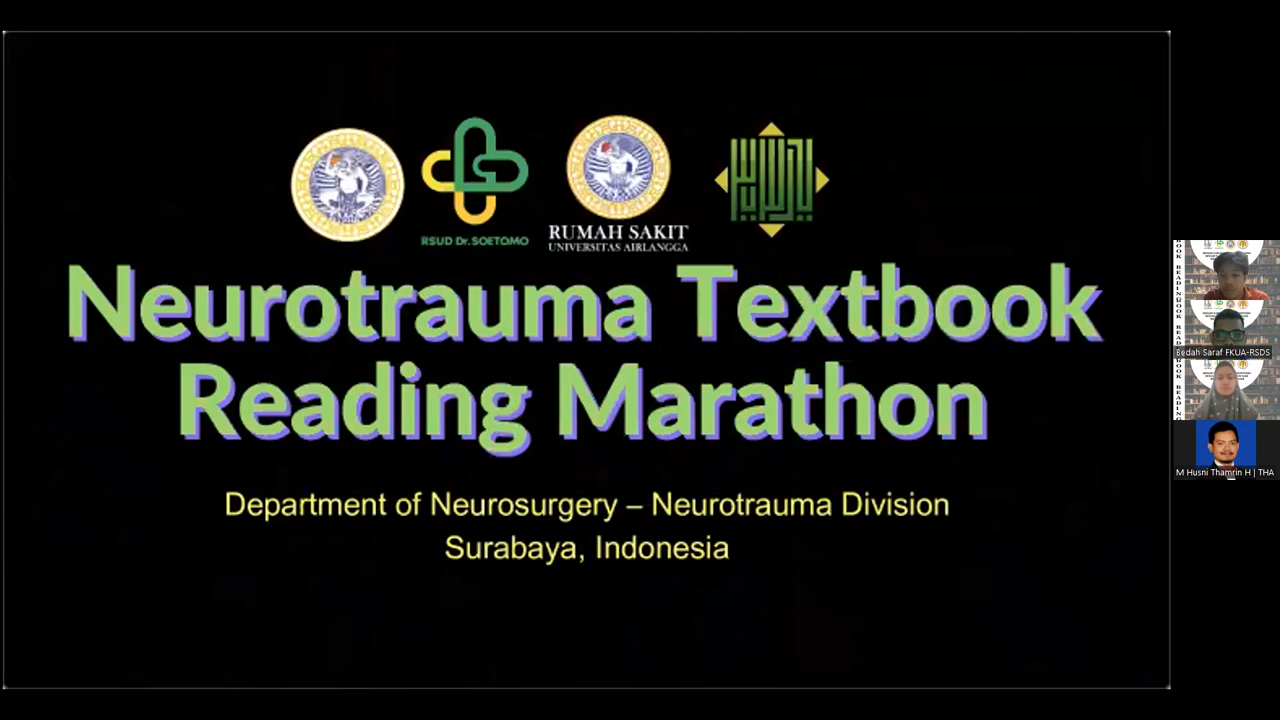 RSUD Dr. SOETOMO
RUMAH SAKIT
UNIVERSITAS AIRLANGGA
Neurotrauma Textbook
Reading Marathon
Department of Neurosurgery – Neurotrauma Division
Surabaya, Indonesia
Bedah Saraf FKUA-RSDS
M Husni Thamrin H | THA